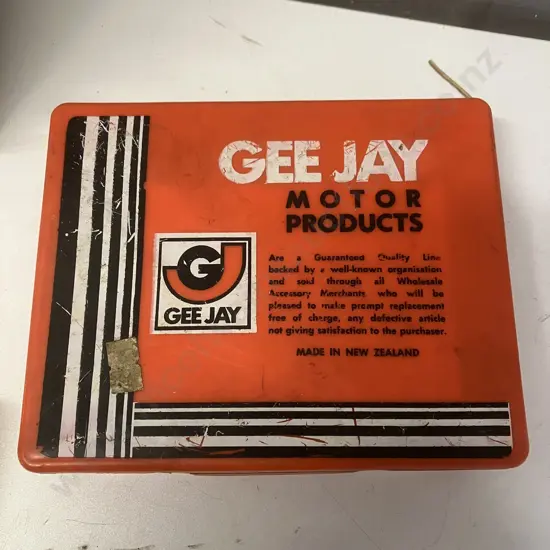 GEE JAY
MOTOR
PRODUCTS
Are a Guaranteed Quality Line
backed by a well-known organisation
and sold through all Wholesale
Accessory Merchants who will be
pleased to make prompt replacement
free of charge, any defective article
not giving satisfaction to the purchaser.
MADE IN NEW ZEALAND
GJ
GEE JAY